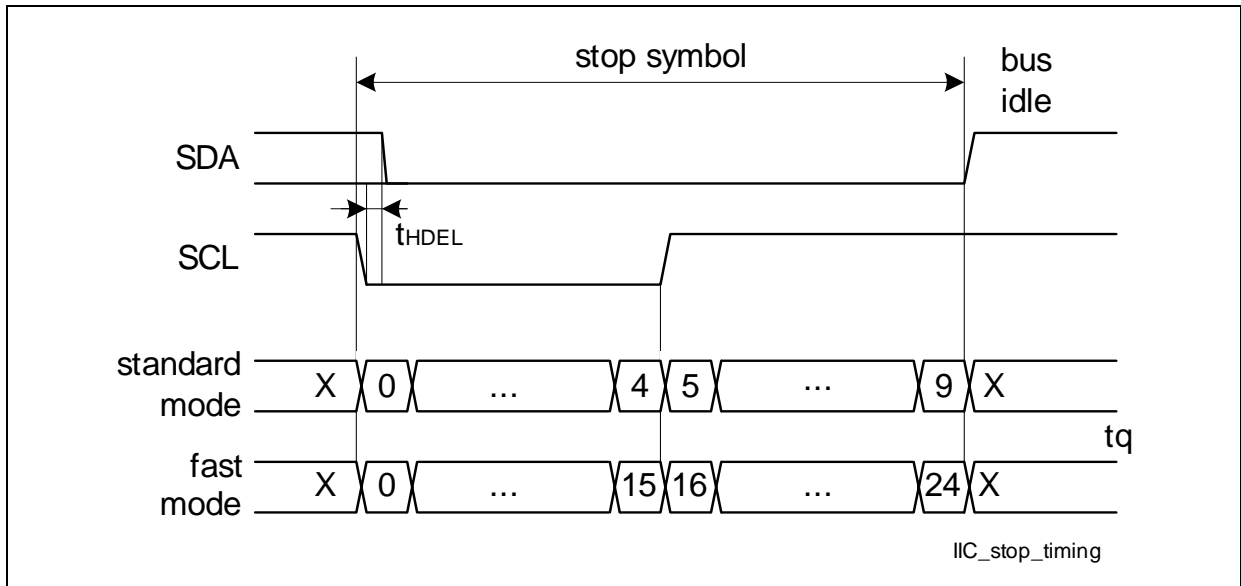 stop symbol
bus
idle
SDA
tHDEL
SCL
standard
mode
X 0 ... 4 5 ... 9 X
tq
fast
mode
X 0 ... 15 16 ... 24 X
IIC_stop_timing